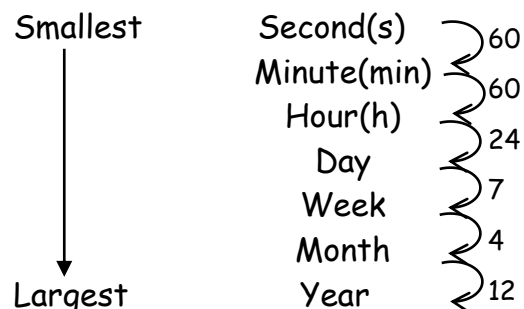 Smallest Second(s)
60
Minute(min)
60
Hour(h)
24
Day
7
Week
4
Month
12
Largest Year